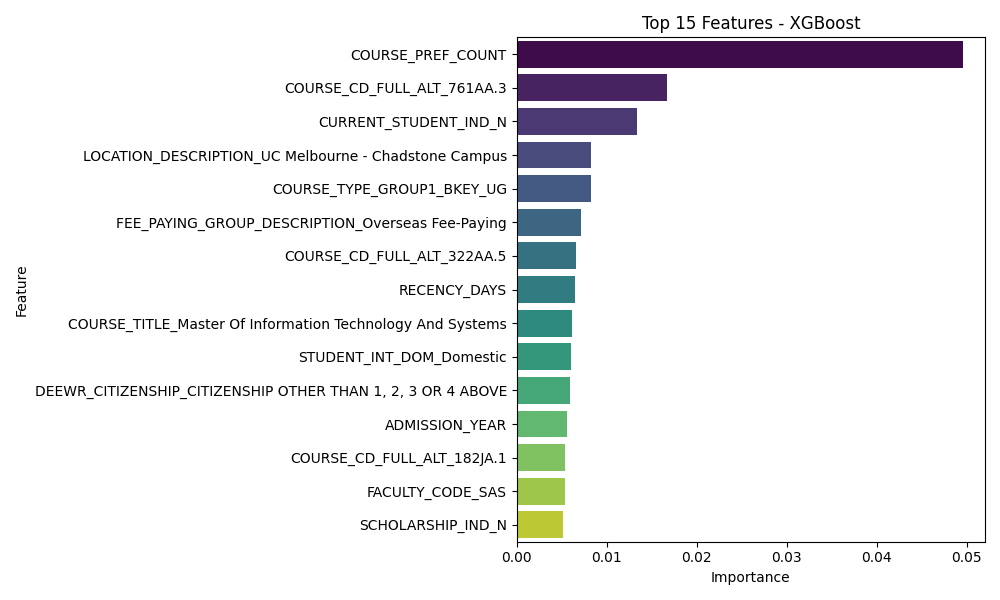 Top 15 Features - XGBoost
Feature
COURSE_PREF_COUNT
COURSE_CD_FULL_ALT_761AA.3
CURRENT_STUDENT_IND_N
LOCATION_DESCRIPTION_UC Melbourne - Chadstone Campus
COURSE_TYPE_GROUP1_BKEY_UG
FEE_PAYING_GROUP_DESCRIPTION_Overseas Fee-Paying
COURSE_CD_FULL_ALT_322AA.5
RECENCY_DAYS
COURSE_TITLE_Master Of Information Technology And Systems
STUDENT_INT_DOM_Domestic
DEEWR_CITIZENSHIP_CITIZENSHIP OTHER THAN 1, 2, 3 OR 4 ABOVE
ADMISSION_YEAR
COURSE_CD_FULL_ALT_182JA.1
FACULTY_CODE_SAS
SCHOLARSHIP_IND_N
0.00 0.01 0.02 0.03 0.04 0.05
Importance